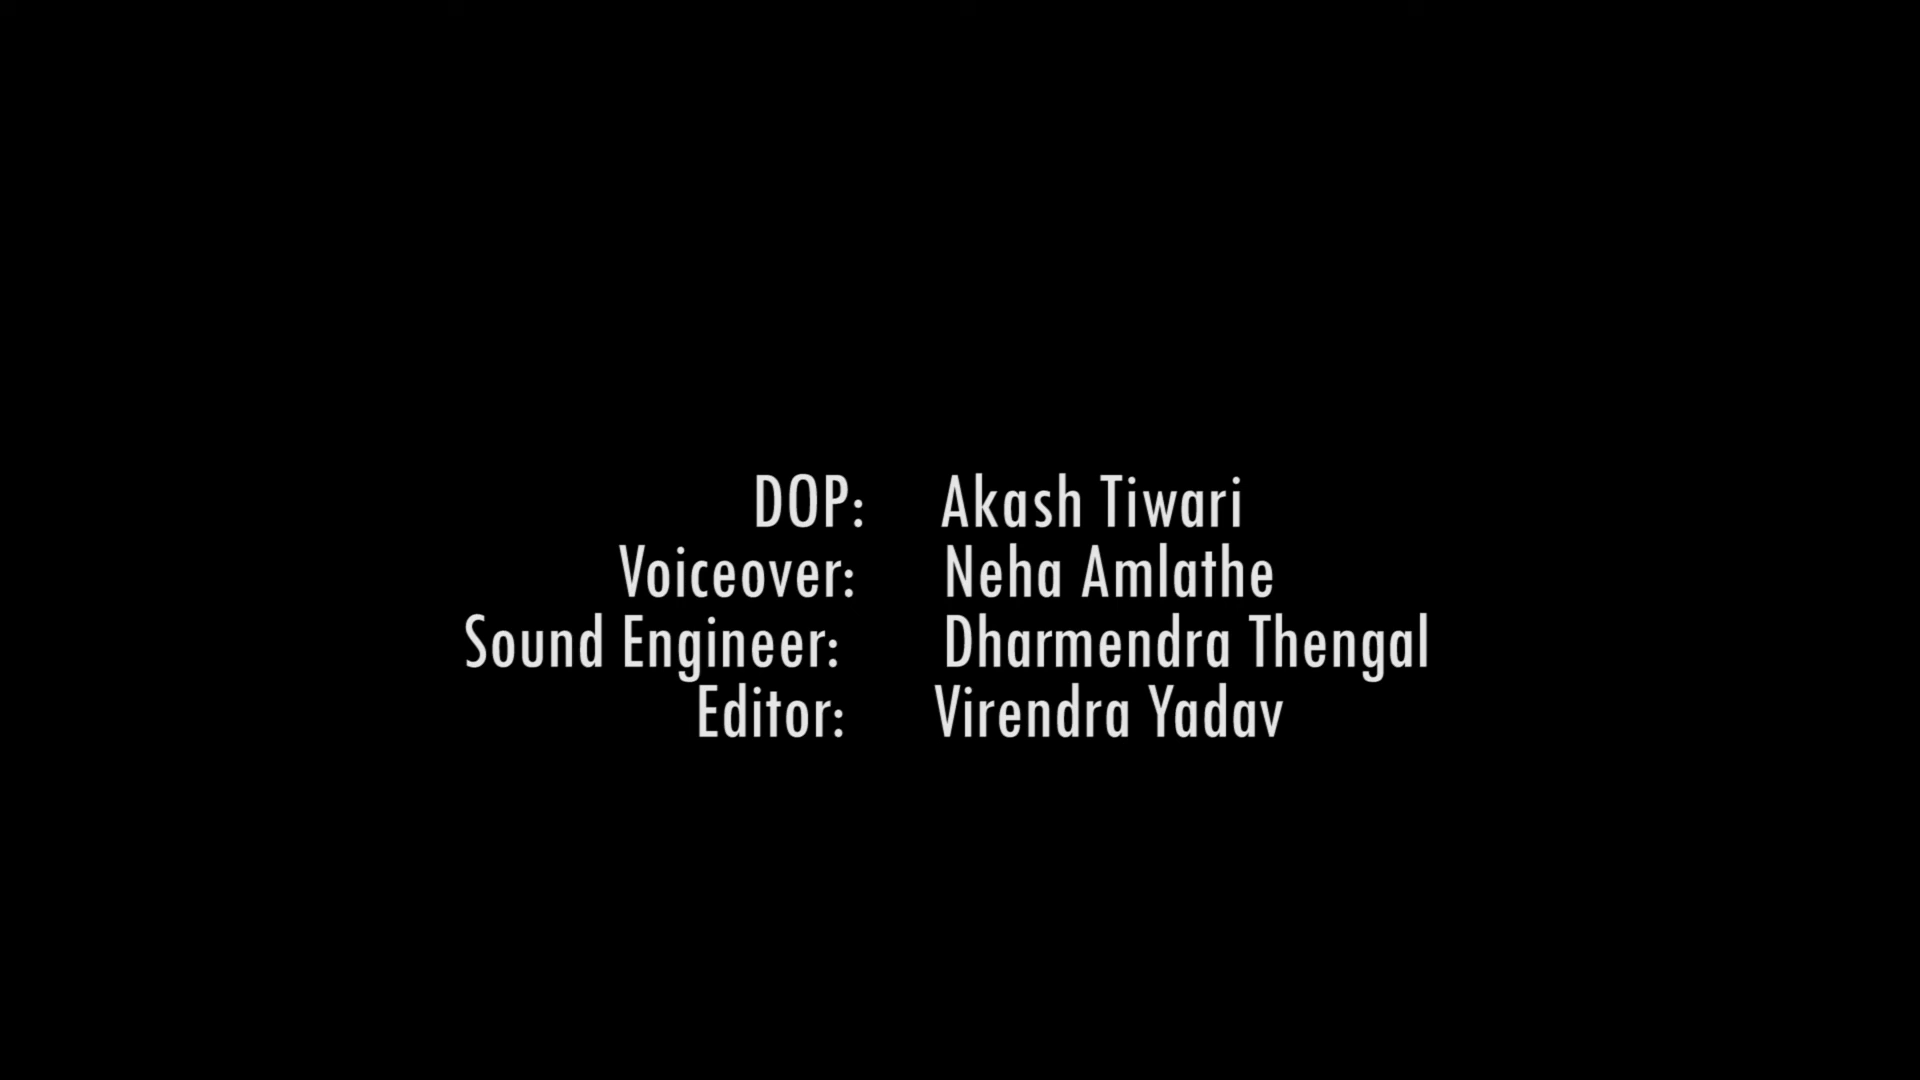 DOP: Akash Tiwari
Voiceover: Neha Amlathe
Sound Engineer: Dharmendra Thengal
Editor: Virendra Yadav